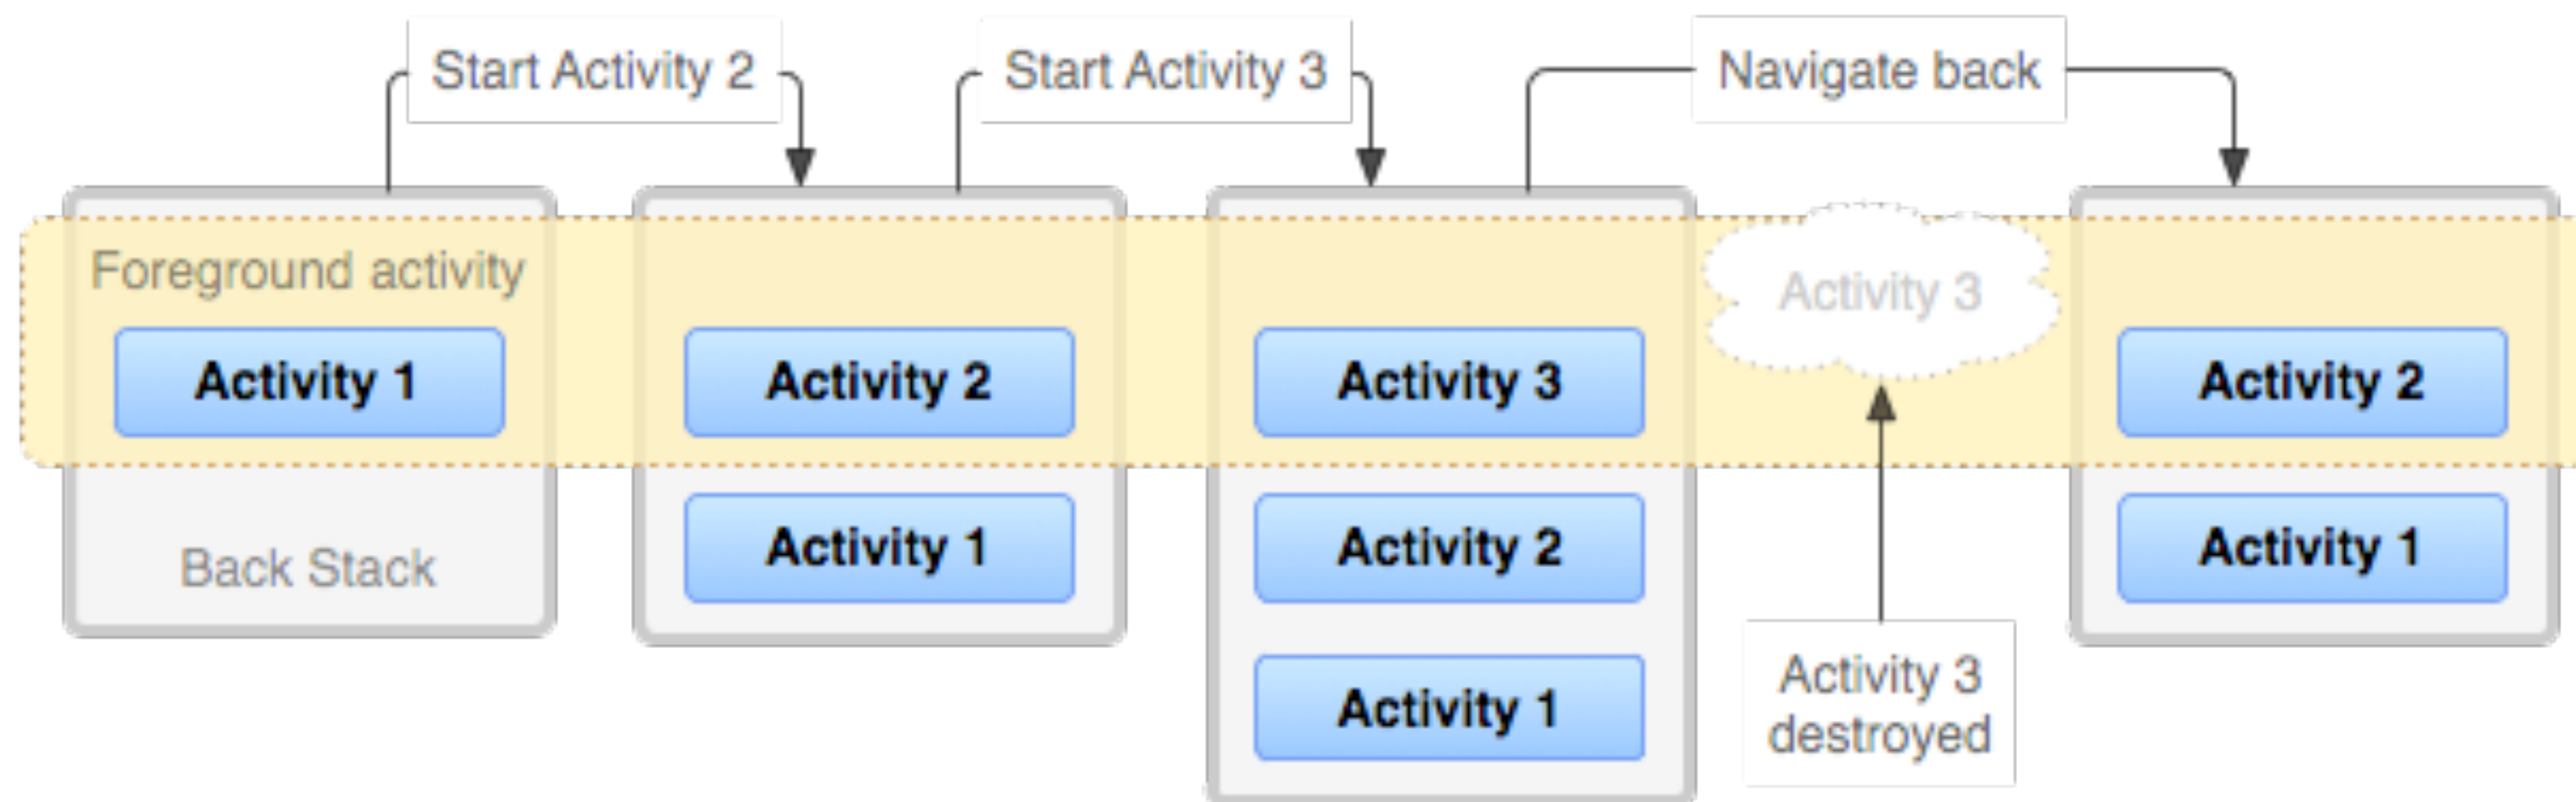 Start Activity 2
Start Activity 3
Navigate back
Foreground activity
Activity 1
Back Stack
Activity 2
Activity 1
Activity 3
Activity 2
Activity 1
Activity 3
Activity 3
destroyed
Activity 2
Activity 1